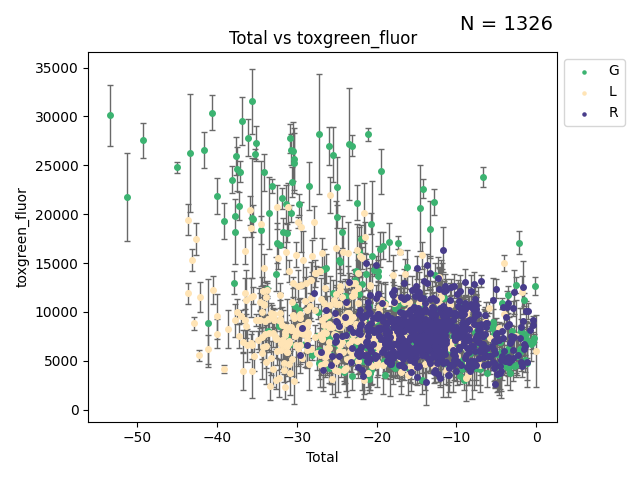 N = 1326
Total vs toxgreen_fluor
35000
30000
25000
20000
15000
10000
5000
0
toxgreen_fluor
−50
−40
−30
−20
−10
0
Total
G
L
R